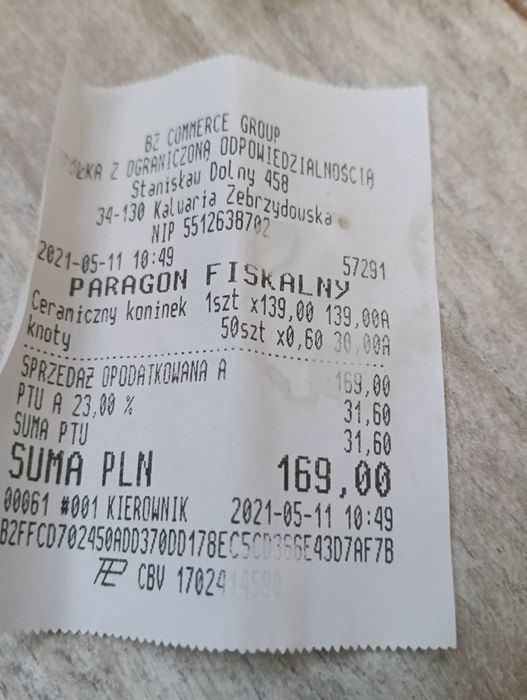 BZ COMMERCE GROUP
SPÓŁKA Z OGRANICZONĄ ODPOWIEDZIALNOŚCIĄ
Stanisław Dolny 458
34-130 Kalwaria Zebrzydowska
NIP 5512638702
2021-05-11 10:49 57291
PARAGON FISKALNY
Ceramiczny kominek 1szt x139,00 139,00A
knoty 50szt x0,60 30,00A
SPRZEDAŻ OPODATKOWANA A 169,00
PTU A 23,00 % 31,60
SUMA PTU 31,60
SUMA PLN 169,00
00061 #001 KIEROWNIK 2021-05-11 10:49
B2FFCD702450ADD370DD178EC5CD366E43D7AF7B
CBV 17024